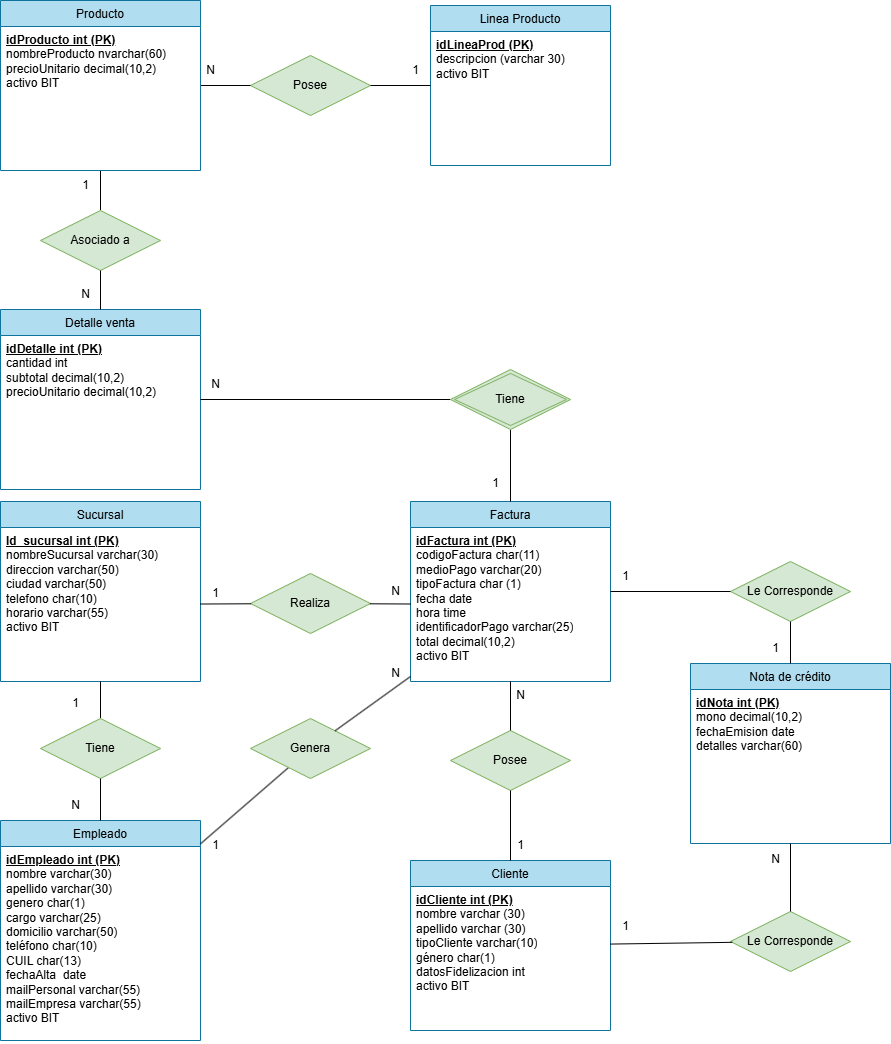 Producto
idProducto int (PK)
nombreProducto nvarchar(60)
precioUnitario decimal(10,2)
activo BIT
N
Posee
1
Linea Producto
idLineaProd (PK)
descripcion (varchar 30)
activo BIT
1
Asociado a
N
Detalle venta
idDetalle int (PK)
cantidad int
subtotal decimal(10,2)
precioUnitario decimal(10,2)
N
Tiene
1
Sucursal
Id_sucursal int (PK)
nombreSucursal varchar(30)
direccion varchar(50)
ciudad varchar(50)
telefono char(10)
horario varchar(55)
activo BIT
1
Realiza
N
Factura
idFactura int (PK)
codigoFactura char(11)
medioPago varchar(20)
tipoFactura char (1)
fecha date
hora time
identificadorPago varchar(25)
total decimal(10,2)
activo BIT
1
Le Corresponde
1
Nota de crédito
idNota int (PK)
mono decimal(10,2)
fechaEmision date
detalles varchar(60)
1
Tiene
N
N
Genera
1
N
Posee
1
Empleado
idEmpleado int (PK)
nombre varchar(30)
apellido varchar(30)
genero char(1)
cargo varchar(25)
domicilio varchar(50)
teléfono char(10)
CUIL char(13)
fechaAlta  date
mailPersonal varchar(55)
mailEmpresa varchar(55)
activo BIT
Cliente
idCliente int (PK)
nombre varchar (30)
apellido varchar (30)
tipoCliente varchar(10)
género char(1)
datosFidelizacion int
activo BIT
1
Le Corresponde
N